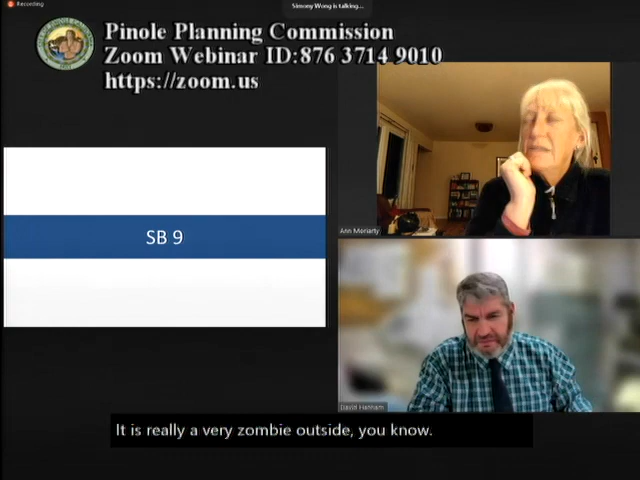 Recording
Simony Wong is talking...
Pinole Planning Commission
Zoom Webinar ID:876 3714 9010
https://zoom.us
Ann Moriarty
SB 9
David Hanham
It is really a very zombie outside, you know.